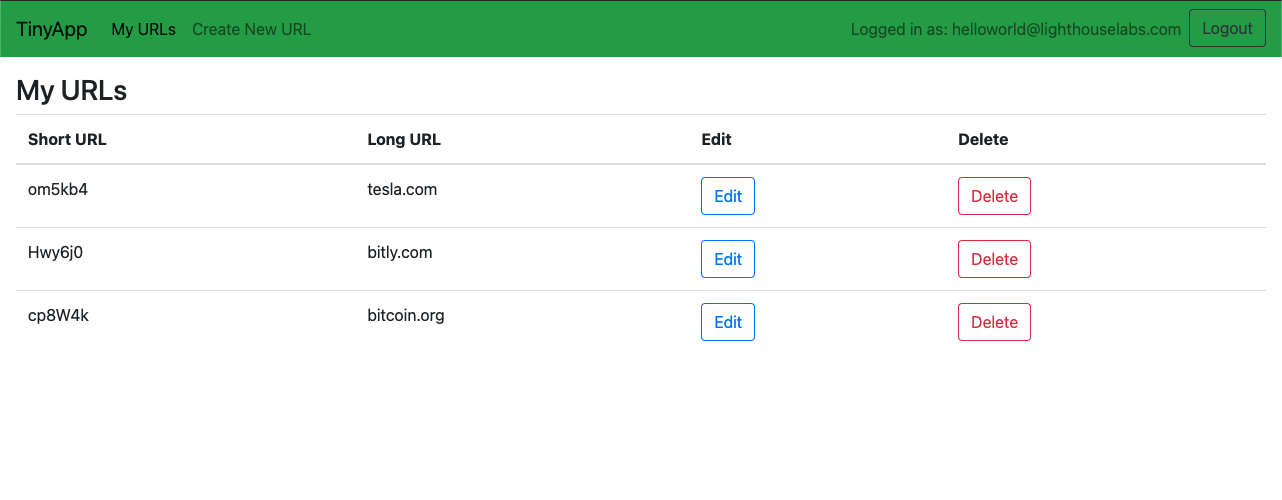 TinyApp My URLs Create New URL Logged in as: helloworld@lighthouselabs.com Logout
My URLs
Short URL Long URL Edit Delete
om5kb4 tesla.com Edit Delete
Hwy6j0 bitly.com Edit Delete
cp8W4k bitcoin.org Edit Delete